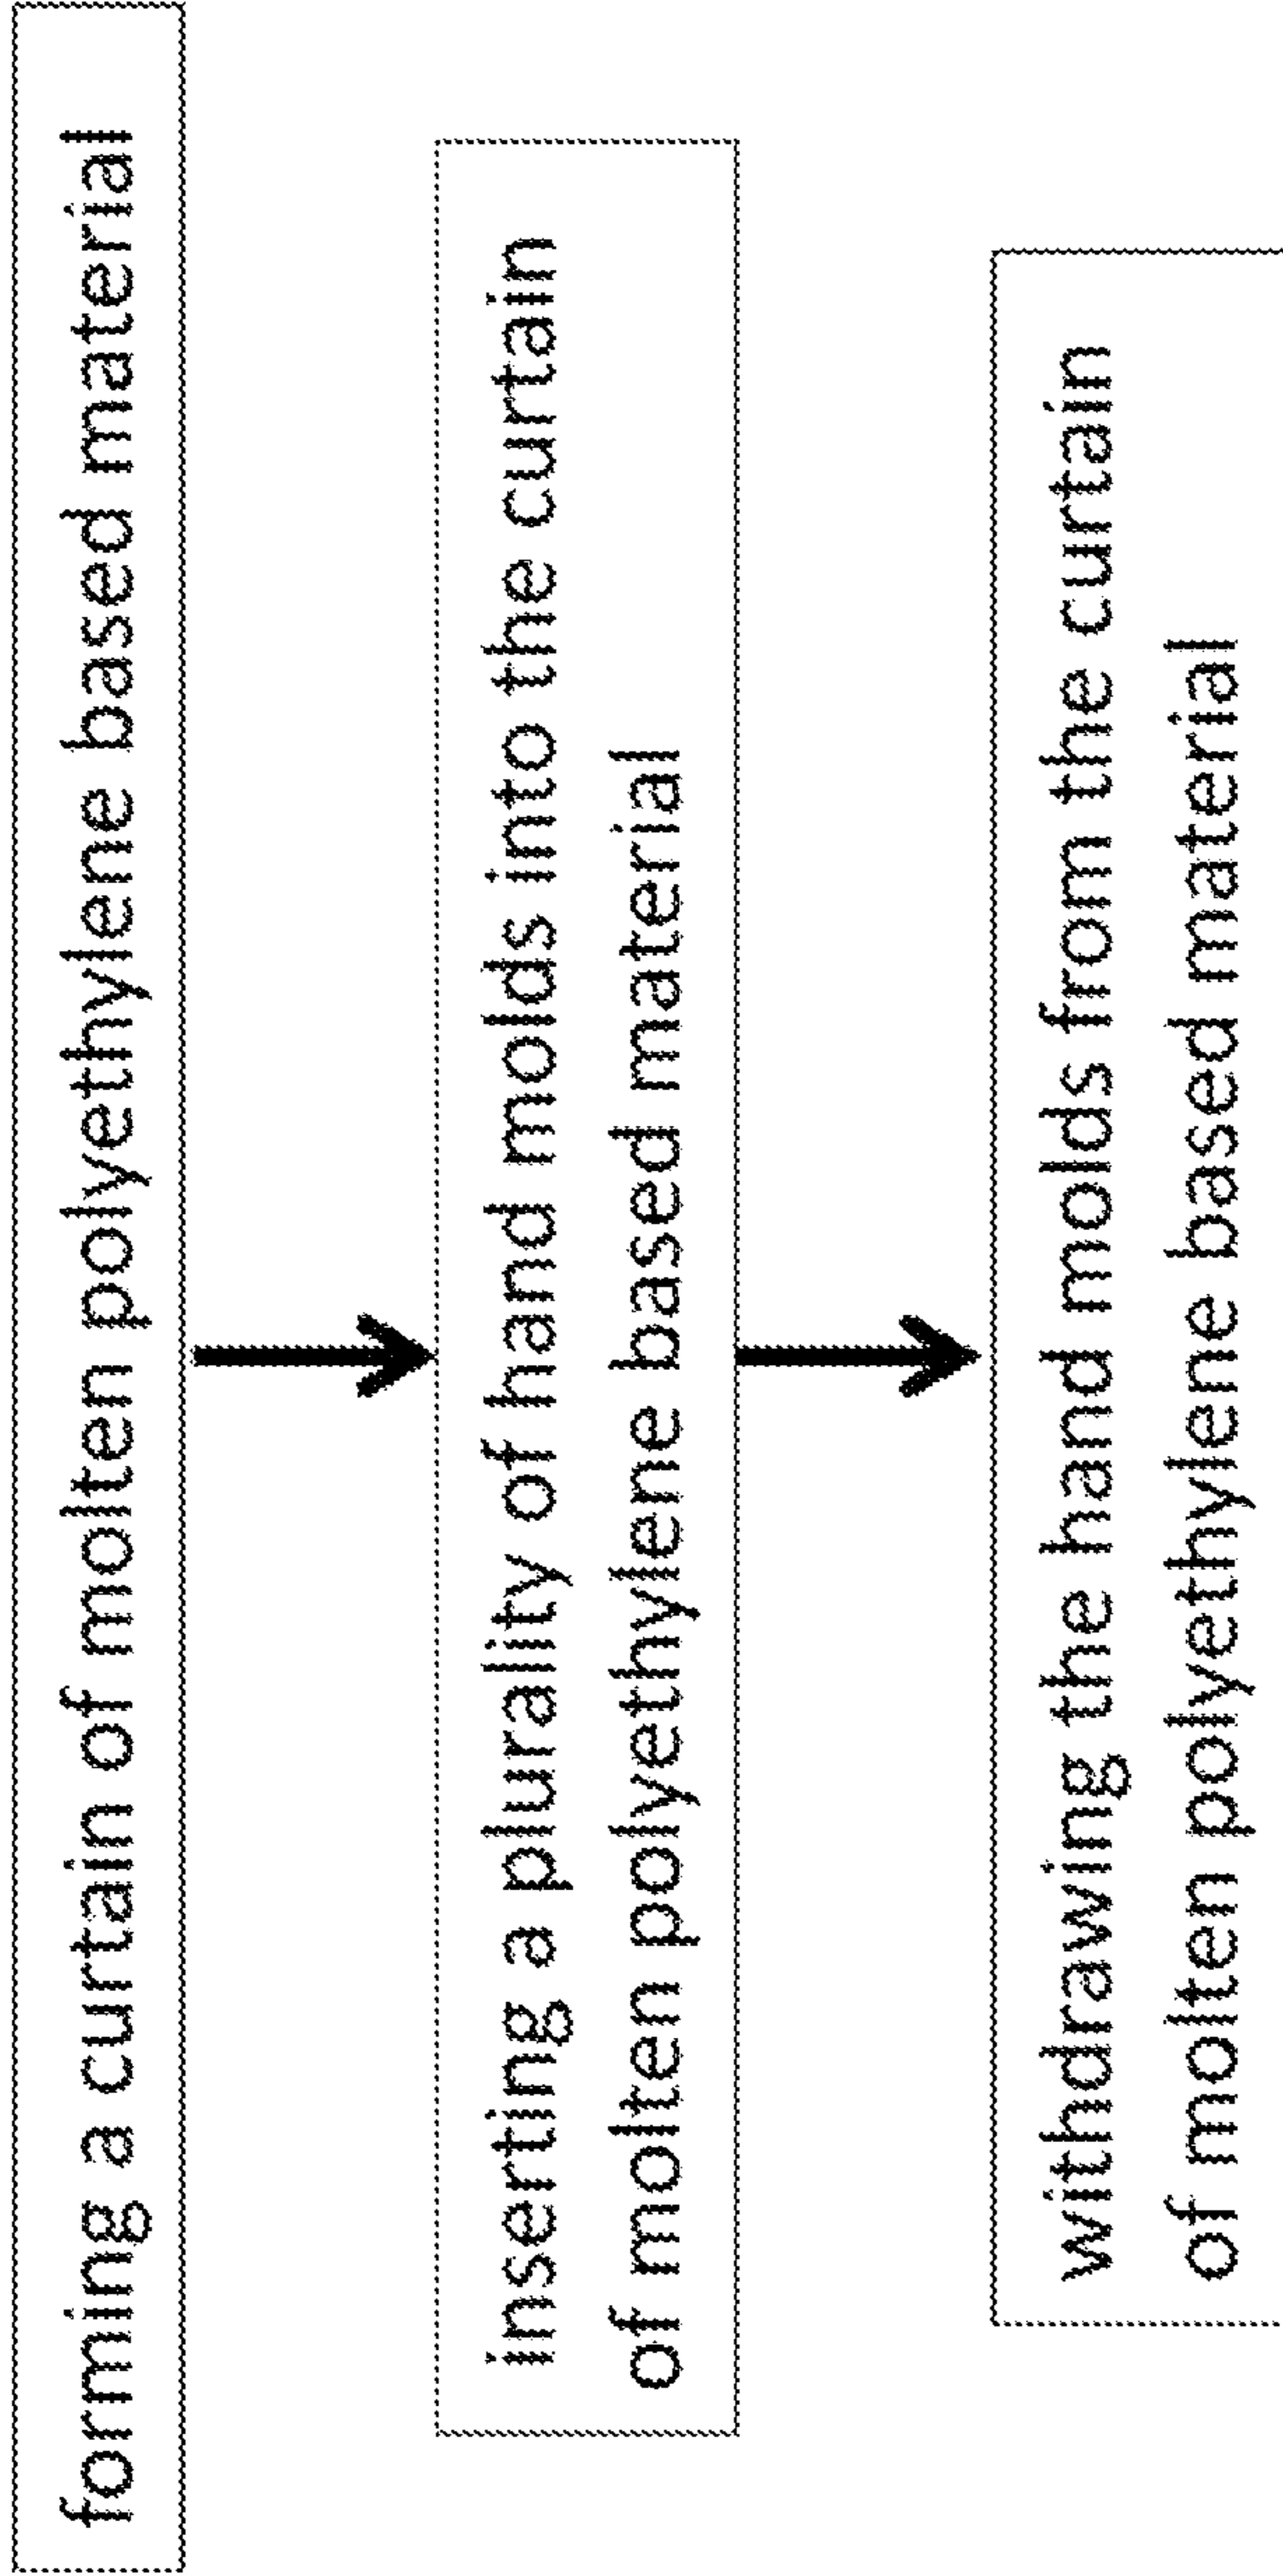 forming a curtain of molten polyethylene based material
inserting a plurality of hand molds into the curtain
of molten polyethylene based material
withdrawing the hand molds from the curtain
of molten polyethylene based material